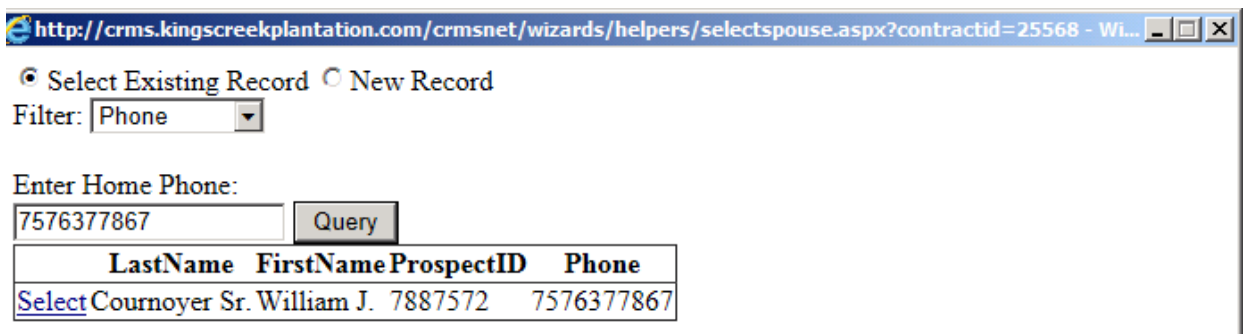 http://crms.kingscreekplantation.com/crmsnet/wizards/helpers/selectspouse.aspx?contractid=25568 - Wi...
Select Existing Record New Record
Filter: Phone
Enter Home Phone:
7576377867 Query
LastName FirstName ProspectID Phone
Select Cournoyer Sr. William J. 7887572 7576377867